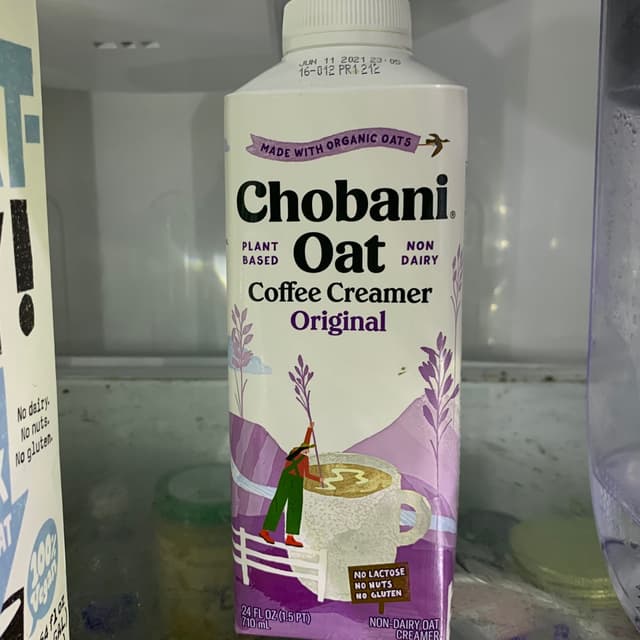 JUN 11 2021 23:05
16-012 PR1 212
MADE WITH ORGANIC OATS
Chobani®
PLANT
BASED
Oat
NON
DAIRY
Coffee Creamer
Original
NO LACTOSE
NO NUTS
NO GLUTEN
24 FL OZ (1.5 PT)
710 mL
NON-DAIRY OAT
CREAMER
No dairy.
No nuts.
No gluten.
100%
vegan